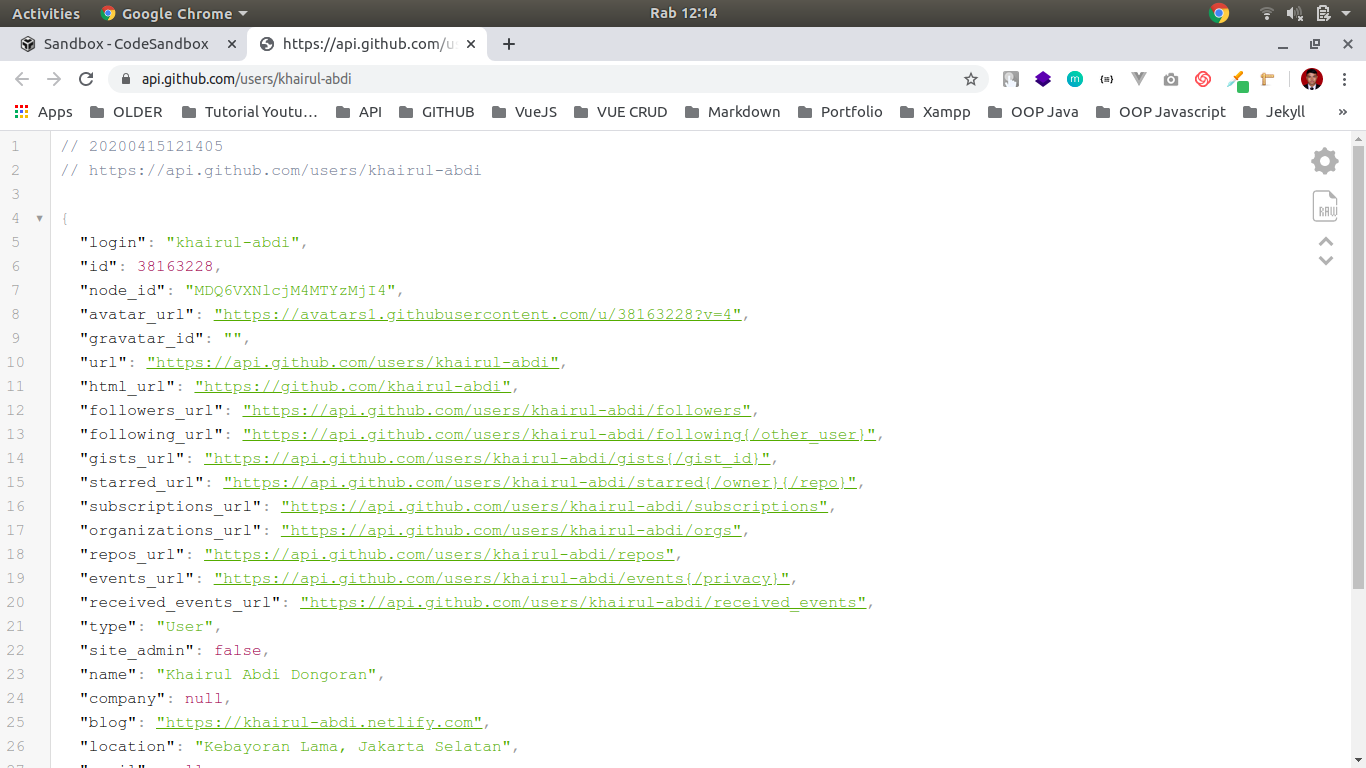 Activities Google Chrome Rab 12:14
Sandbox - CodeSandbox https://api.github.com/u
api.github.com/users/khairul-abdi
Apps OLDER Tutorial Youtu… API GITHUB VueJS VUE CRUD Markdown Portfolio Xampp OOP Java OOP Javascript Jekyll »
1 // 20200415121405
2 // https://api.github.com/users/khairul-abdi
3
4 {
5 "login": "khairul-abdi",
6 "id": 38163228,
7 "node_id": "MDQ6VXNlcjM4MTYzMjI4",
8 "avatar_url": "https://avatars1.githubusercontent.com/u/38163228?v=4",
9 "gravatar_id": "",
10 "url": "https://api.github.com/users/khairul-abdi",
11 "html_url": "https://github.com/khairul-abdi",
12 "followers_url": "https://api.github.com/users/khairul-abdi/followers",
13 "following_url": "https://api.github.com/users/khairul-abdi/following{/other_user}",
14 "gists_url": "https://api.github.com/users/khairul-abdi/gists{/gist_id}",
15 "starred_url": "https://api.github.com/users/khairul-abdi/starred{/owner}{/repo}",
16 "subscriptions_url": "https://api.github.com/users/khairul-abdi/subscriptions",
17 "organizations_url": "https://api.github.com/users/khairul-abdi/orgs",
18 "repos_url": "https://api.github.com/users/khairul-abdi/repos",
19 "events_url": "https://api.github.com/users/khairul-abdi/events{/privacy}",
20 "received_events_url": "https://api.github.com/users/khairul-abdi/received_events",
21 "type": "User",
22 "site_admin": false,
23 "name": "Khairul Abdi Dongoran",
24 "company": null,
25 "blog": "https://khairul-abdi.netlify.com",
26 "location": "Kebayoran Lama, Jakarta Selatan",
RAW